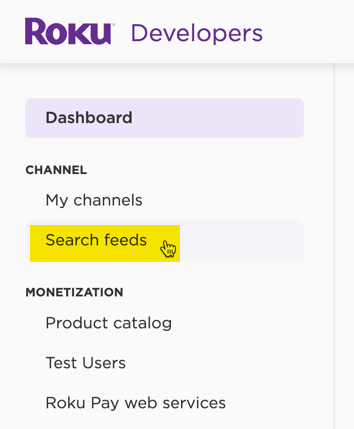 Roku Developers
Dashboard
CHANNEL
My channels
Search feeds
MONETIZATION
Product catalog
Test Users
Roku Pay web services